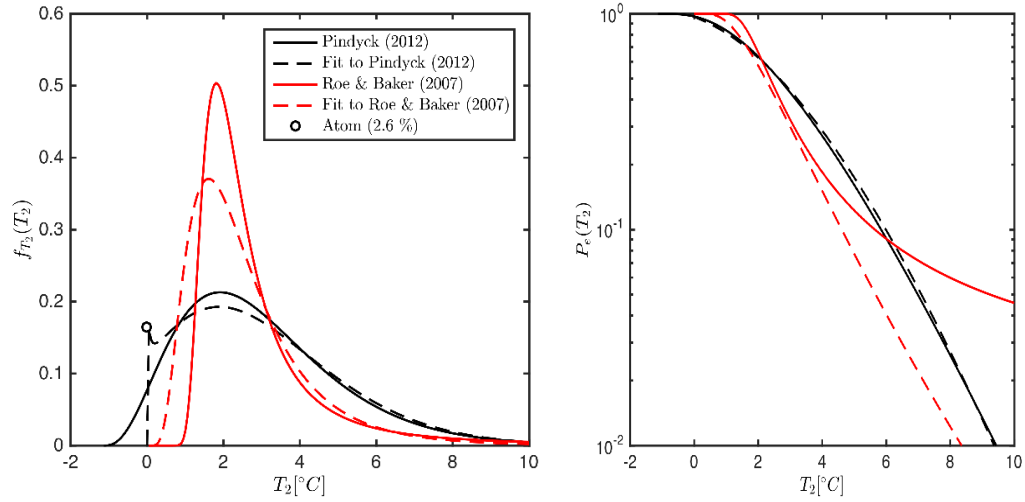 0.6
0.5
0.4
0.3
0.2
0.1
0
f_{T_2}(T_2)
Pindyck (2012)
Fit to Pindyck (2012)
Roe & Baker (2007)
Fit to Roe & Baker (2007)
Atom (2.6 %)
-2 0 2 4 6 8 10
T_2[°C]
10^0
10^{-1}
10^{-2}
P_e(T_2)
-2 0 2 4 6 8 10
T_2[°C]